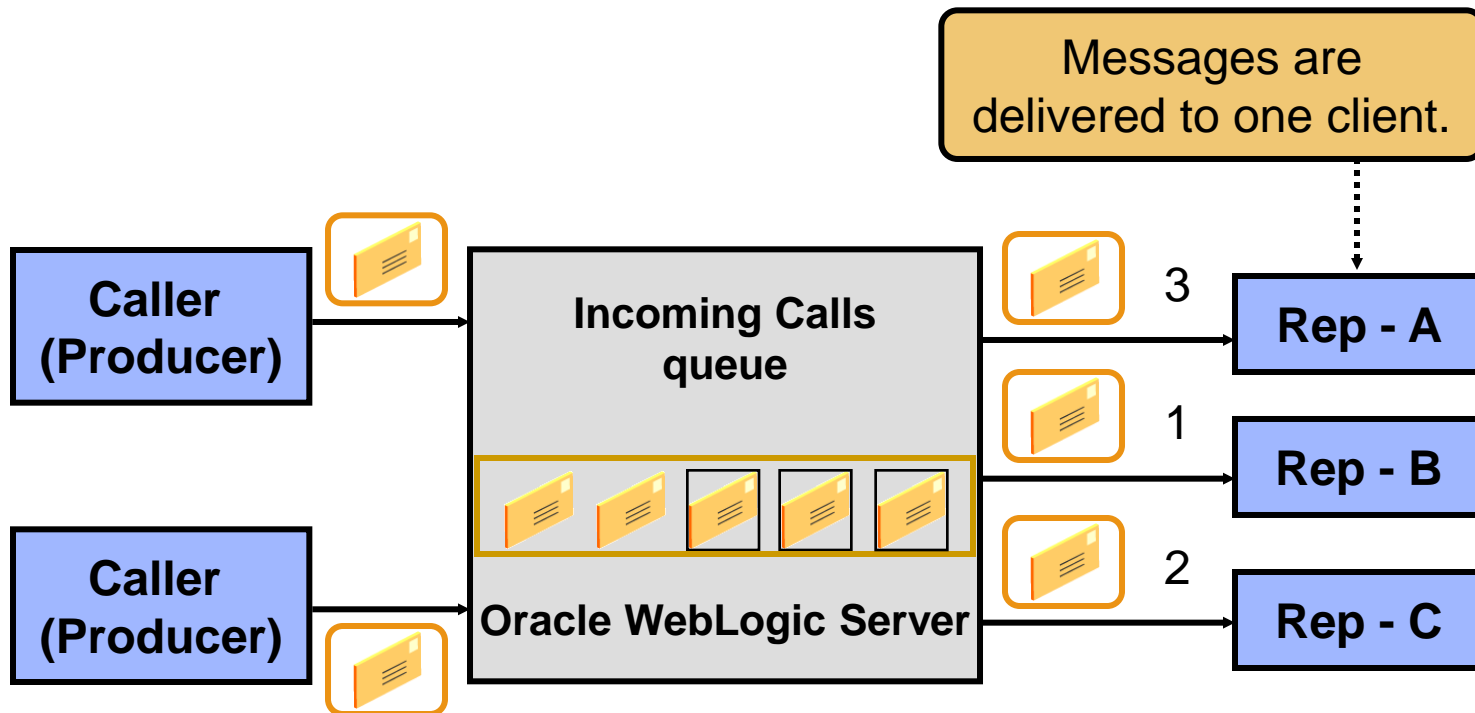 Messages are
delivered to one client.
Caller
(Producer)
Incoming Calls
queue
3
Rep - A
1
Rep - B
Caller
(Producer)
Oracle WebLogic Server
2
Rep - C